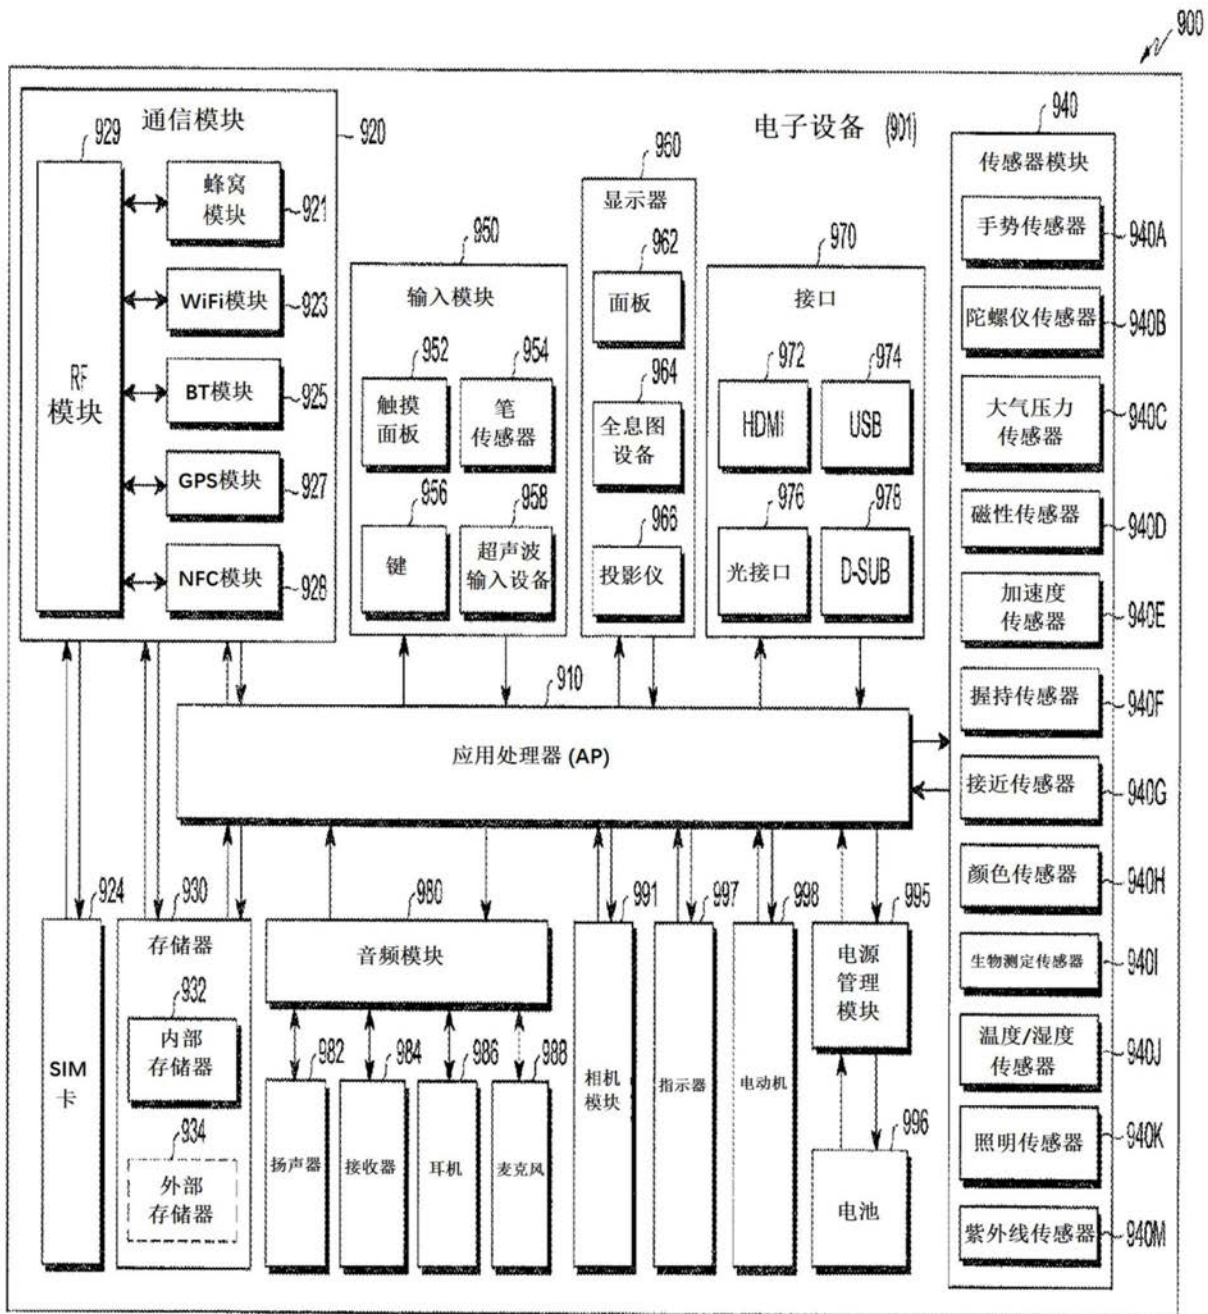 900
电子设备 (901)
通信模块
920
929
RF
模块
蜂窝
模块
921
WiFi模块
923
BT模块
925
GPS模块
927
NFC模块
928
950
输入模块
952
触摸
面板
954
笔
传感器
956
键
958
超声波
输入设备
960
显示器
962
面板
964
全息图
设备
966
投影仪
970
接口
972
HDMI
974
USB
976
光接口
978
D-SUB
940
传感器模块
手势传感器
940A
陀螺仪传感器
940B
大气压力
传感器
940C
磁性传感器
940D
加速度
传感器
940E
握持传感器
940F
接近传感器
940G
颜色传感器
940H
生物测定传感器
940I
温度/湿度
传感器
940J
照明传感器
940K
紫外线传感器
940M
910
应用处理器 (AP)
924
SIM
卡
930
存储器
932
内部
存储器
934
外部
存储器
980
音频模块
982
扬声器
984
接收器
986
耳机
988
麦克风
991
相机
模块
997
指示器
998
电动机
995
电源
管理
模块
996
电池